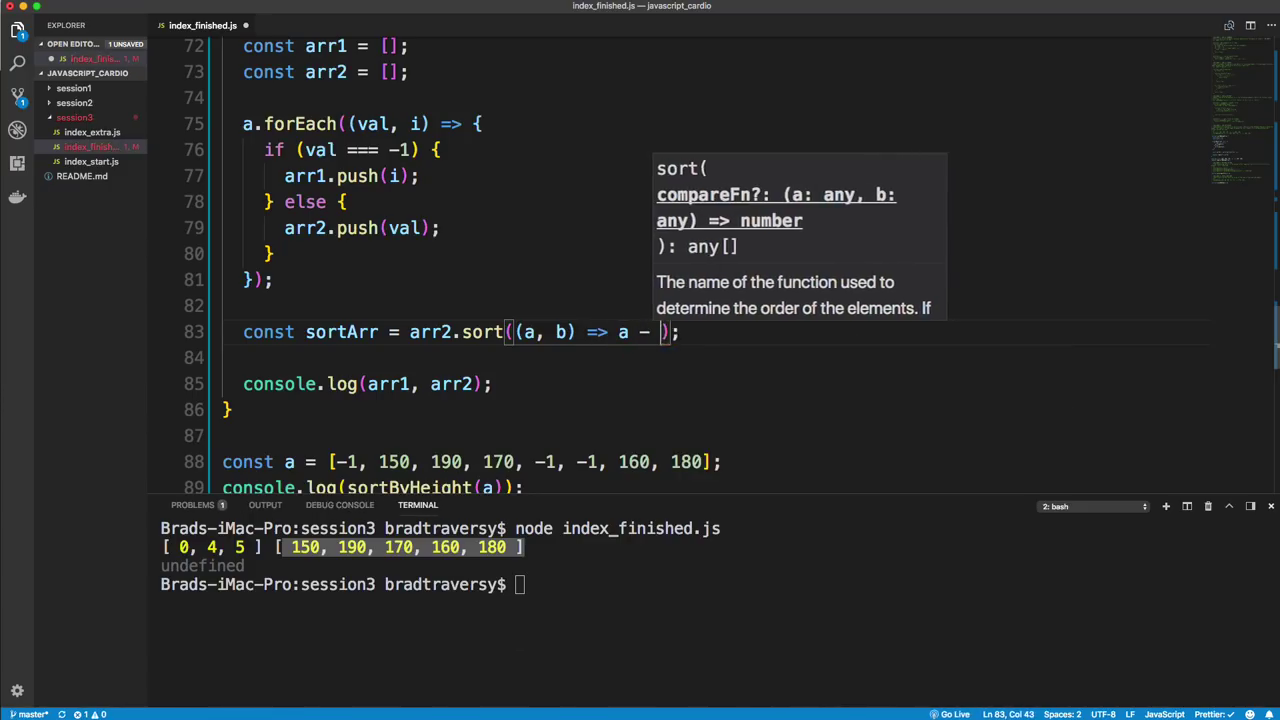 index_finished.js — javascript_cardio
EXPLORER
JS index_finished.js
OPEN EDITO... 1 UNSAVED
JS index_finis... 1, M
JAVASCRIPT_CARDIO
session1
session2
session3
JS index_extra.js
JS index_finish... 1, M
JS index_start.js
README.md
72 const arr1 = [];
73 const arr2 = [];
74
75 a.forEach((val, i) => {
76 if (val === -1) {
77 arr1.push(i);
78 } else {
79 arr2.push(val);
80 }
81 });
82
83 const sortArr = arr2.sort((a, b) => a - );
84
85 console.log(arr1, arr2);
86 }
87
88 const a = [-1, 150, 190, 170, -1, -1, 160, 180];
89 console.log(sortByHeight(a));
sort(
compareFn?: (a: any, b:
any) => number
): any[]
The name of the function used to
determine the order of the elements. If
PROBLEMS 1 OUTPUT DEBUG CONSOLE TERMINAL 2: bash
Brads-iMac-Pro:session3 bradtraversy$ node index_finished.js
[ 0, 4, 5 ] [ 150, 190, 170, 160, 180 ]
undefined
Brads-iMac-Pro:session3 bradtraversy$
master* 1 0 Go Live Ln 83, Col 43 Spaces: 2 UTF-8 LF JavaScript Prettier: ✓